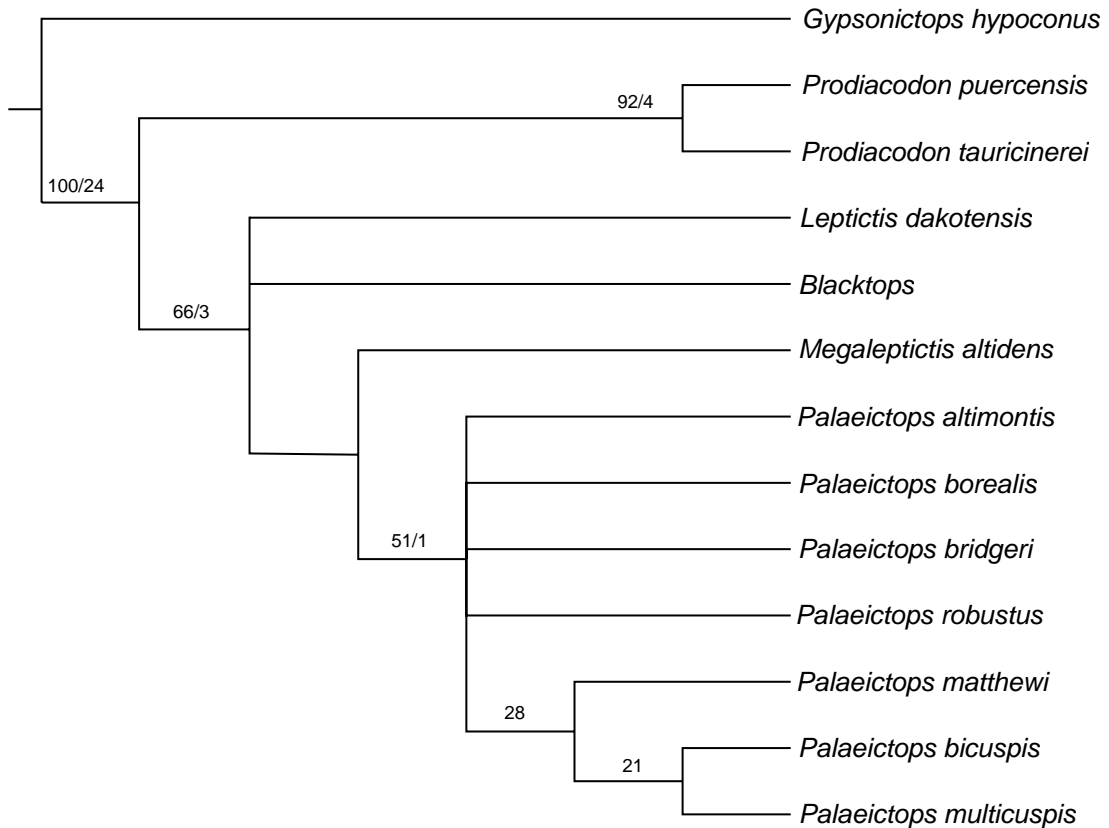 Gypsonictops hypoconus
Prodiacodon puercensis
92/4
Prodiacodon tauricinerei
100/24
Leptictis dakotensis
Blacktops
66/3
Megaleptictis altidens
Palaeictops altimontis
Palaeictops borealis
51/1
Palaeictops bridgeri
Palaeictops robustus
Palaeictops matthewi
28
Palaeictops bicuspis
21
Palaeictops multicuspis